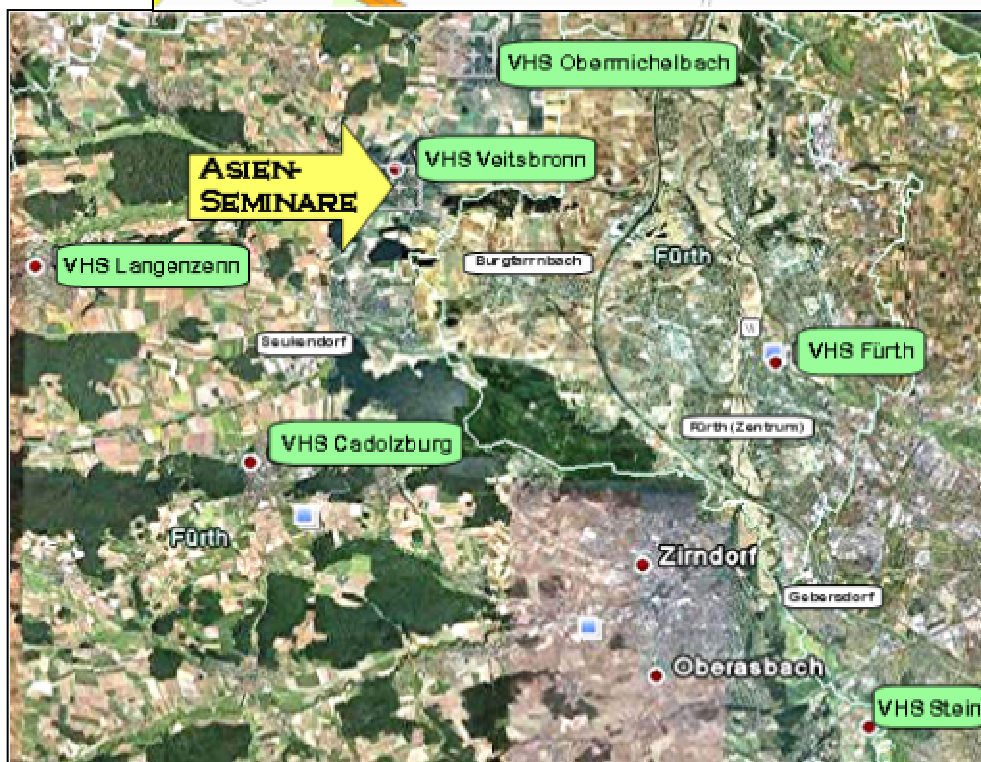 VHS Obermichelbach
VHS Veitsbronn
ASIEN-
SEMINARE
VHS Langenzenn
Burgfarrnbach
Fürth
Seukendorf
VHS Fürth
VHS Cadolzburg
Fürth (Zentrum)
Fürth
Zirndorf
Gebersdorf
Oberasbach
VHS Stein